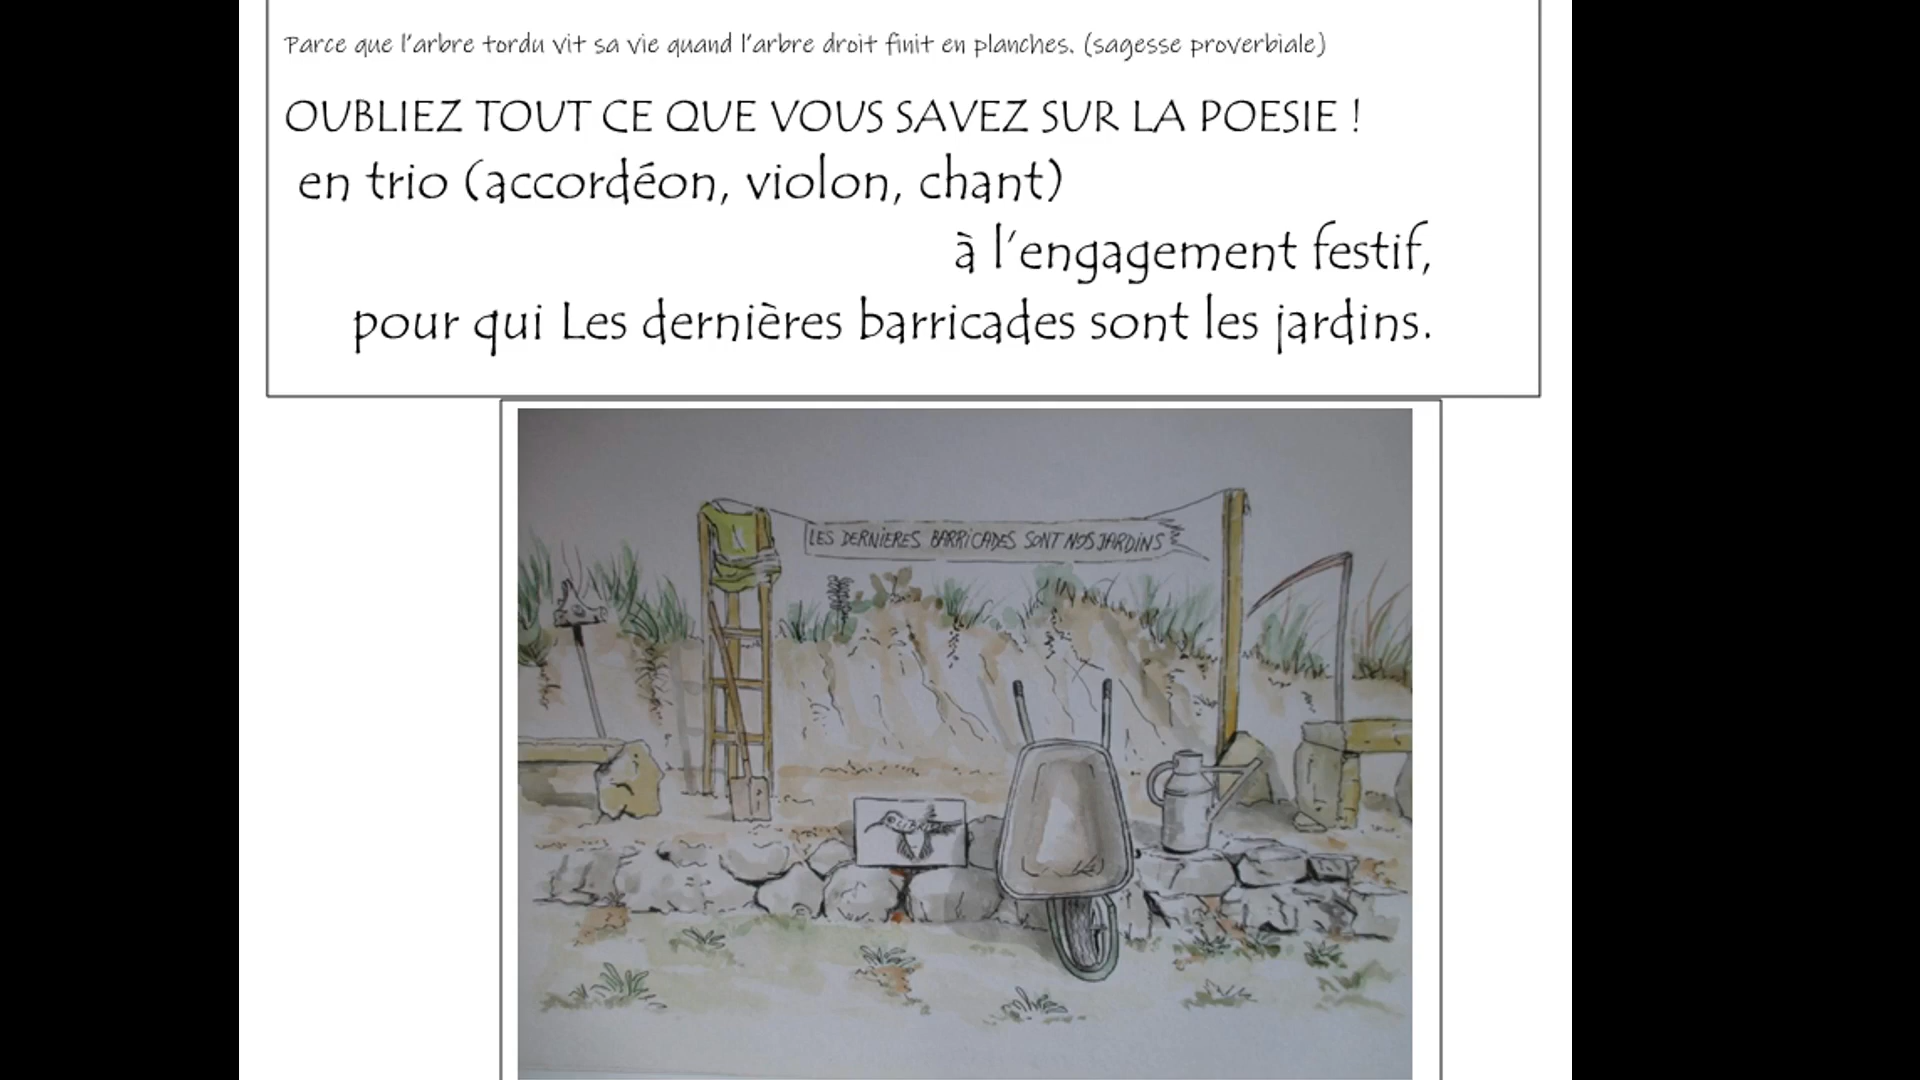 Parce que l'arbre tordu vit sa vie quand l'arbre droit finit en planches. (sagesse proverbiale)
OUBLIEZ TOUT CE QUE VOUS SAVEZ SUR LA POESIE !
en trio (accordéon, violon, chant)
à l'engagement festif,
pour qui Les dernières barricades sont les jardins.
LES DERNIERES BARRICADES SONT NOS JARDINS